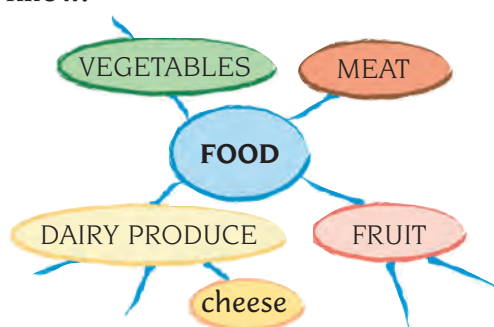 VEGETABLES
MEAT
FOOD
DAIRY PRODUCE
FRUIT
cheese